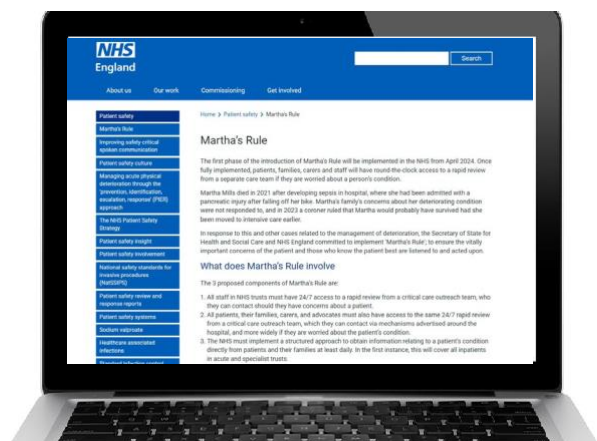 NHS
England
Search
About us Our work Commissioning Get involved
Home > Patient safety > Martha's Rule
Patient safety
Martha's Rule
Improving safety critical
spoken communication
Patient safety culture
Managing acute physical
deterioration through the
'prevention, identification,
escalation, response' (PIER)
approach
The NHS Patient Safety
Strategy
Patient safety insight
Patient safety involvement
National safety standards for
invasive procedures
(NatSSIPS)
Patient safety review and
response reports
Patient safety systems
Sodium valproate
Healthcare associated
infections
Standard infection control
Martha's Rule
The first phase of the introduction of Martha's Rule will be implemented in the NHS from April 2024. Once
fully implemented, patients, families, carers and staff will have round-the-clock access to a rapid review
from a separate care team if they are worried about a person's condition.
Martha Mills died in 2021 after developing sepsis in hospital, where she had been admitted with a
pancreatic injury after falling off her bike. Martha's family's concerns about her deteriorating condition
were not responded to, and in 2023 a coroner ruled that Martha would probably have survived had she
been moved to intensive care earlier.
In response to this and other cases related to the management of deterioration, the Secretary of State for
Health and Social Care and NHS England committed to implement 'Martha's Rule'; to ensure the vitally
important concerns of the patient and those who know the patient best are listened to and acted upon.
What does Martha's Rule involve
The 3 proposed components of Martha's Rule are:
1. All staff in NHS trusts must have 24/7 access to a rapid review from a critical care outreach team, who
they can contact should they have concerns about a patient.
2. All patients, their families, carers, and advocates must also have access to the same 24/7 rapid review
from a critical care outreach team, which they can contact via mechanisms advertised around the
hospital, and more widely if they are worried about the patient's condition.
3. The NHS must implement a structured approach to obtain information relating to a patient's condition
directly from patients and their families at least daily. In the first instance, this will cover all inpatients
in acute and specialist trusts.